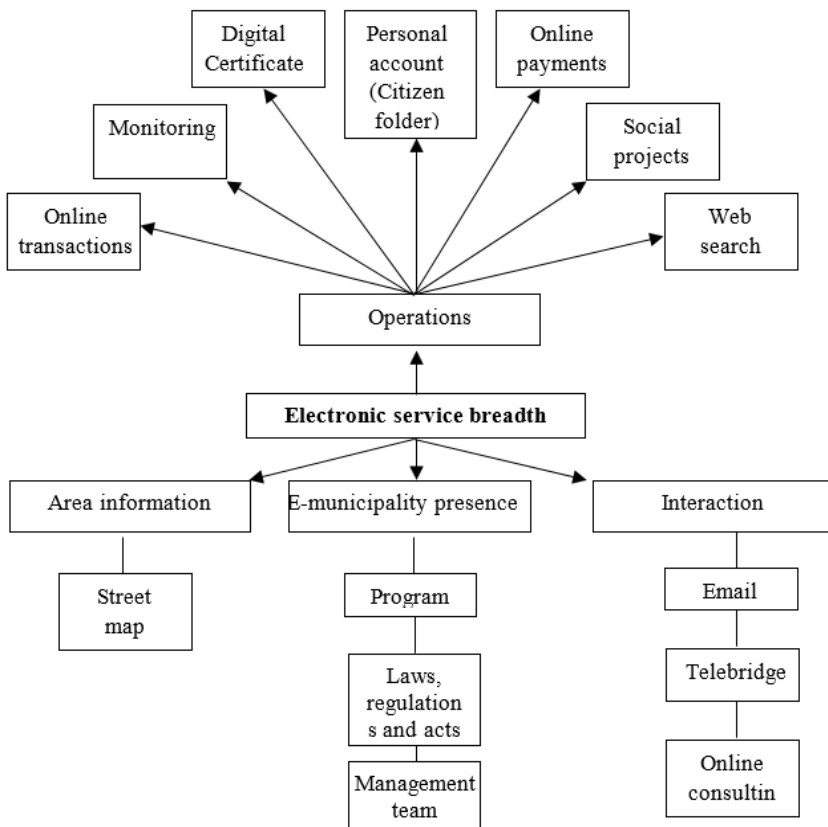 Digital
Certificate
Personal
account
(Citizen
folder)
Online
payments
Monitoring
Social
projects
Online
transactions
Web
search
Operations
Electronic service breadth
Area information
E-municipality presence
Interaction
Street
map
Program
Email
Laws,
regulation
s and acts
Telebridge
Management
team
Online
consultin